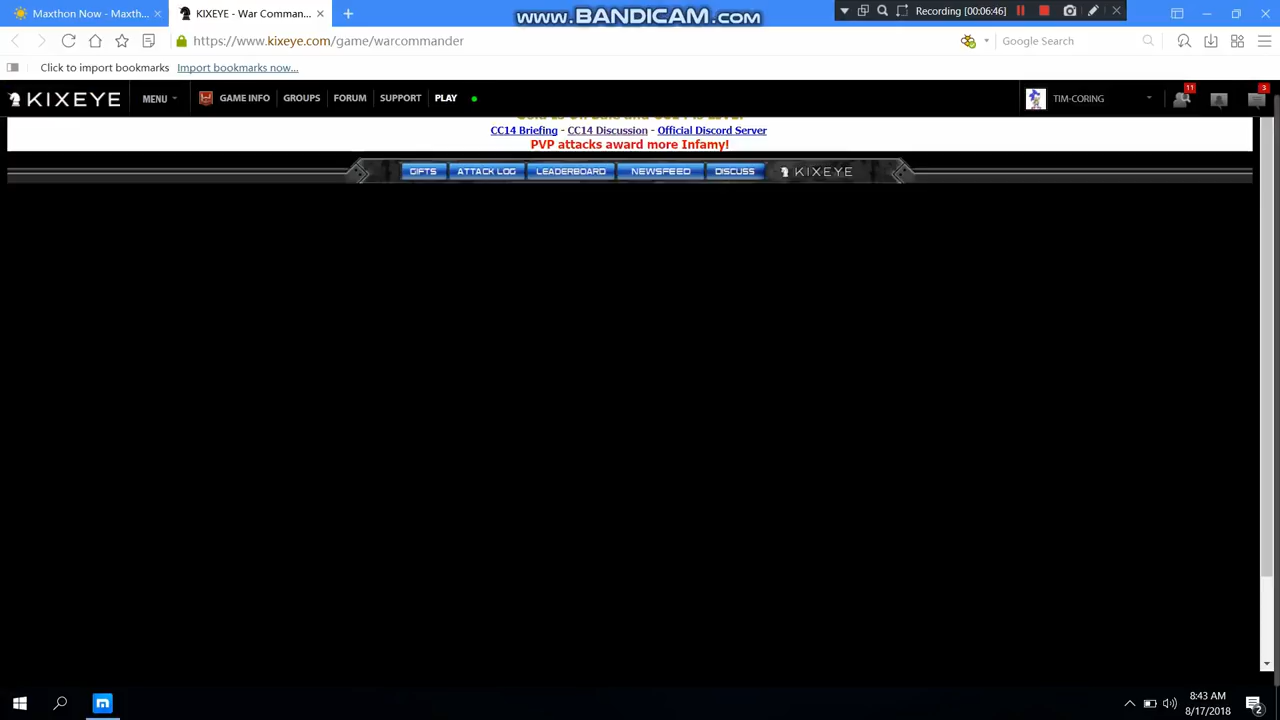 Maxthon Now - Maxth...
KIXEYE - War Comman...
www.BANDICAM.com
Recording [00:06:46]
https://www.kixeye.com/game/warcommander
Google Search
Click to import bookmarks
Import bookmarks now...
KIXEYE
MENU
GAME INFO
GROUPS
FORUM
SUPPORT
PLAY
TIM-CORING
11
3
CC14 Briefing - CC14 Discussion - Official Discord Server
PVP attacks award more Infamy!
GIFTS
ATTACK LOG
LEADERBOARD
NEWSFEED
DISCUSS
KIXEYE
8:43 AM
8/17/2018
2